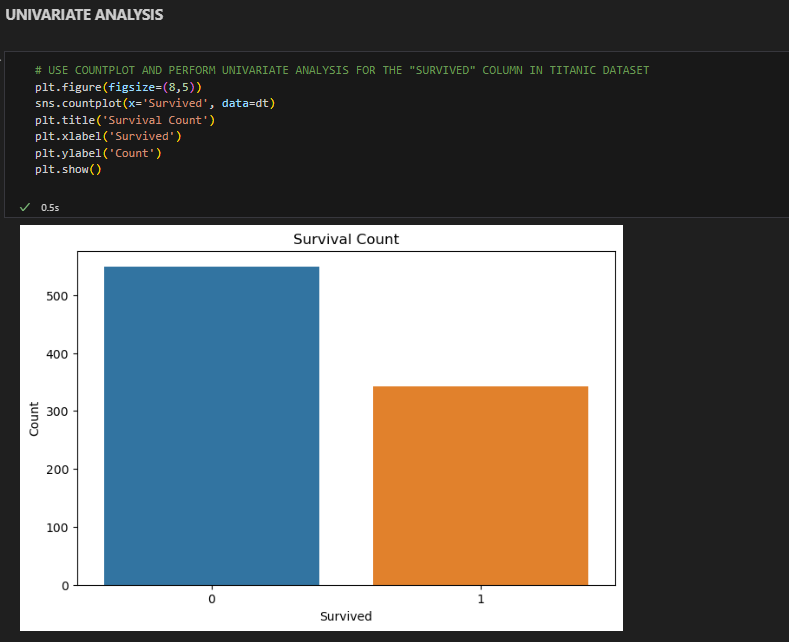 UNIVARIATE ANALYSIS
# USE COUNTPLOT AND PERFORM UNIVARIATE ANALYSIS FOR THE "SURVIVED" COLUMN IN TITANIC DATASET
plt.figure(figsize=(8,5))
sns.countplot(x='Survived', data=dt)
plt.title('Survival Count')
plt.xlabel('Survived')
plt.ylabel('Count')
plt.show()
0.5s
Survival Count
500
400
300
200
100
0
Count
0 1
Survived